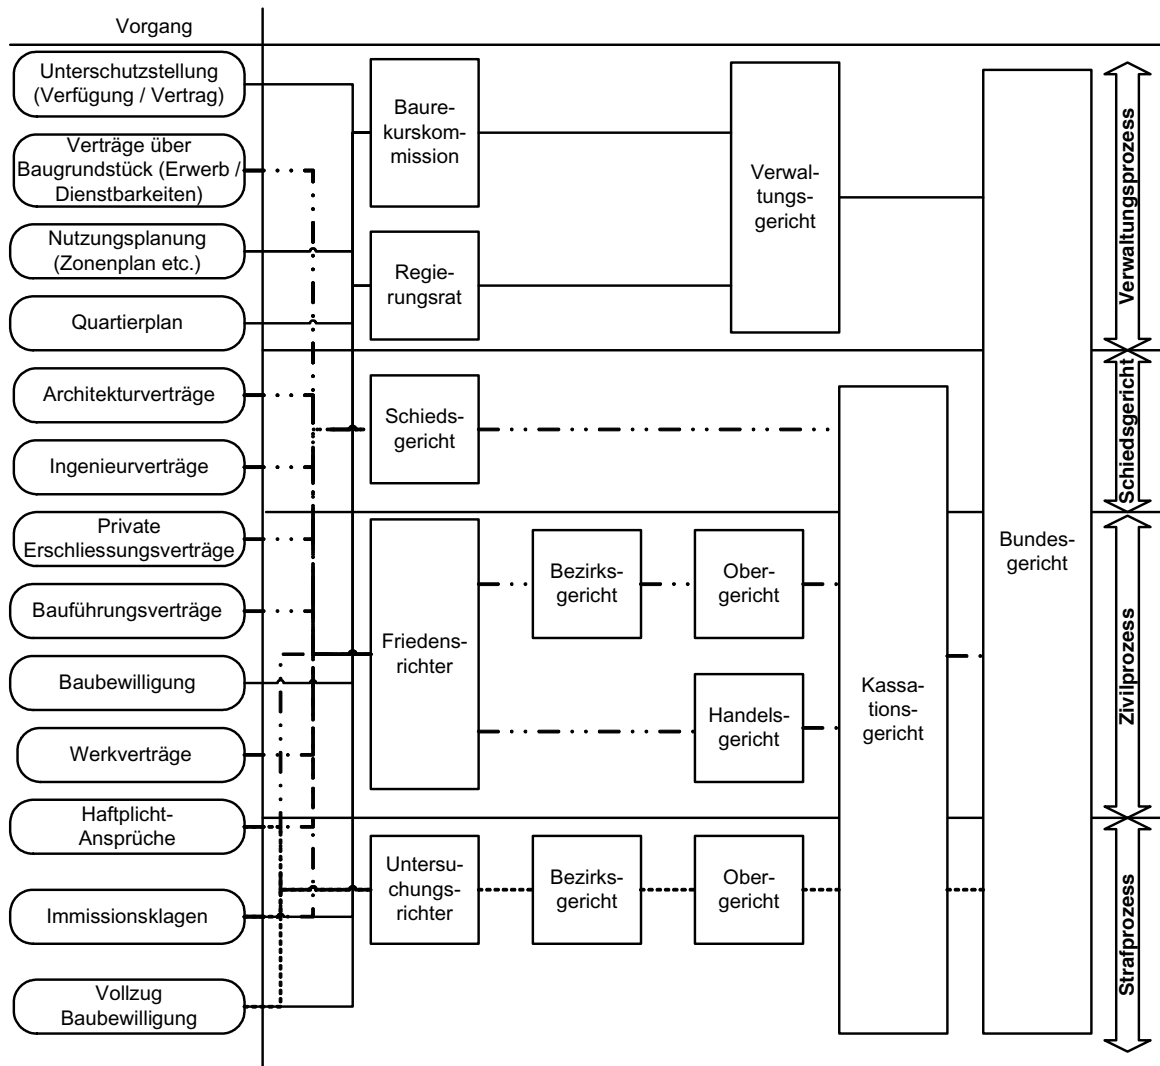 Vorgang
Unterschutzstellung
(Verfügung / Vertrag)
Verträge über
Baugrundstück (Erwerb /
Dienstbarkeiten)
Nutzungsplanung
(Zonenplan etc.)
Quartierplan
Architekturverträge
Ingenieurverträge
Private
Erschliessungsverträge
Bauführungsverträge
Baubewilligung
Werkverträge
Haftplicht-
Ansprüche
Immissionsklagen
Vollzug
Baubewilligung
Baure-
kurskom-
mission
Regie-
rungsrat
Verwal-
tungs-
gericht
Schieds-
gericht
Friedens-
richter
Bezirks-
gericht
Ober-
gericht
Handels-
gericht
Untersu-
chungs-
richter
Bezirks-
gericht
Ober-
gericht
Kassa-
tions-
gericht
Bundes-
gericht
Verwaltungsprozess
Schiedsgericht
Zivilprozess
Strafprozess